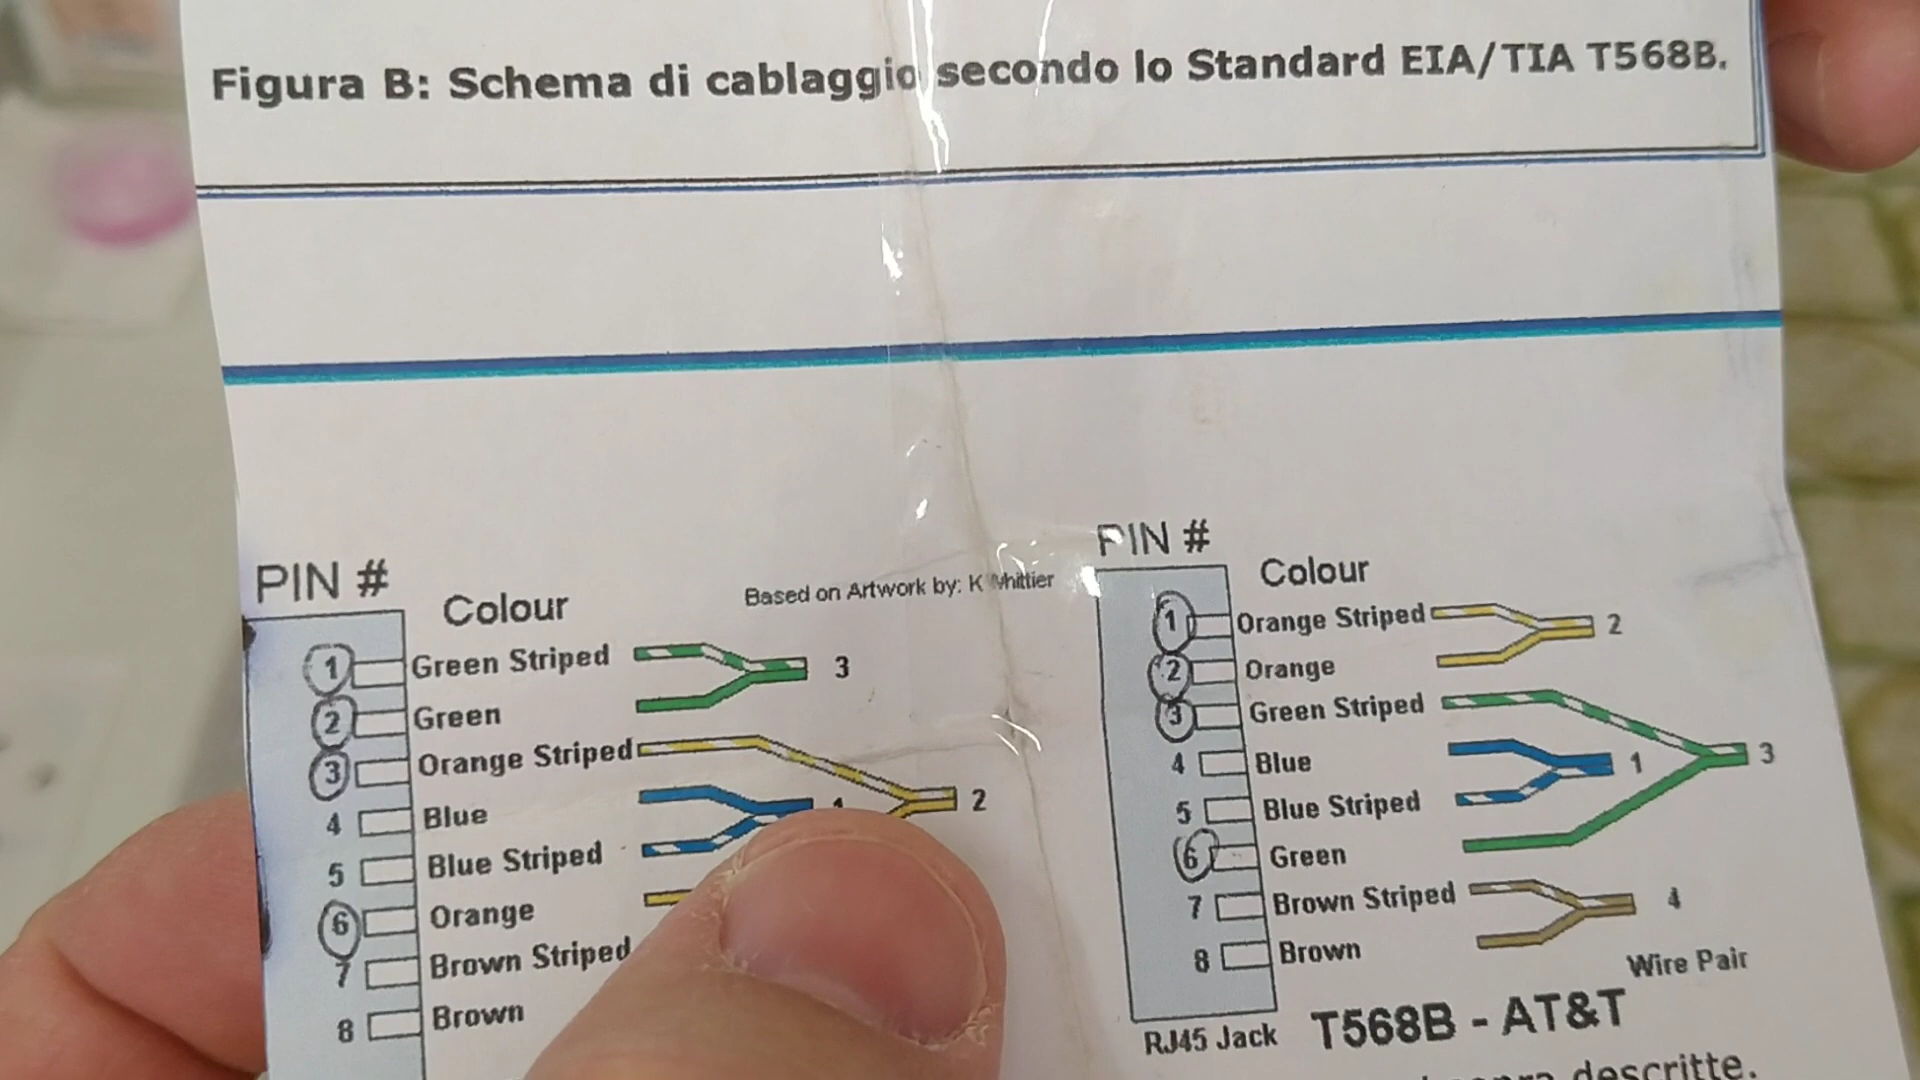 Figura B: Schema di cablaggio secondo lo Standard EIA/TIA T568B.
PIN #
Colour
Based on Artwork by: K Whittier
1 Green Striped 3
2 Green
3 Orange Striped 2
4 Blue
5 Blue Striped
6 Orange
7 Brown Striped
8 Brown
PIN #
Colour
1 Orange Striped 2
2 Orange
3 Green Striped 3
4 Blue 1
5 Blue Striped
6 Green
7 Brown Striped 4
8 Brown
Wire Pair
RJ45 Jack T568B - AT&T
descritte.